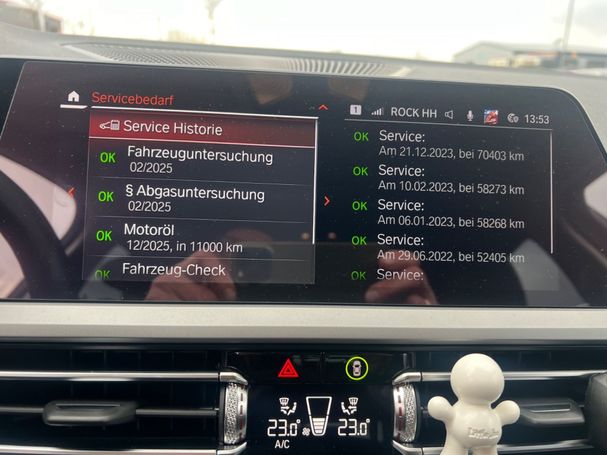 Servicebedarf
1 ROCK HH 13:53
Service Historie
OK Fahrzeuguntersuchung
02/2025
OK § Abgasuntersuchung
02/2025
OK Motoröl
12/2025, in 11000 km
OK Fahrzeug-Check
OK Service:
Am 21.12.2023, bei 70403 km
OK Service:
Am 10.02.2023, bei 58273 km
OK Service:
Am 06.01.2023, bei 58268 km
OK Service:
Am 29.06.2022, bei 52405 km
OK Service:
23.0° 23.0°
A/C